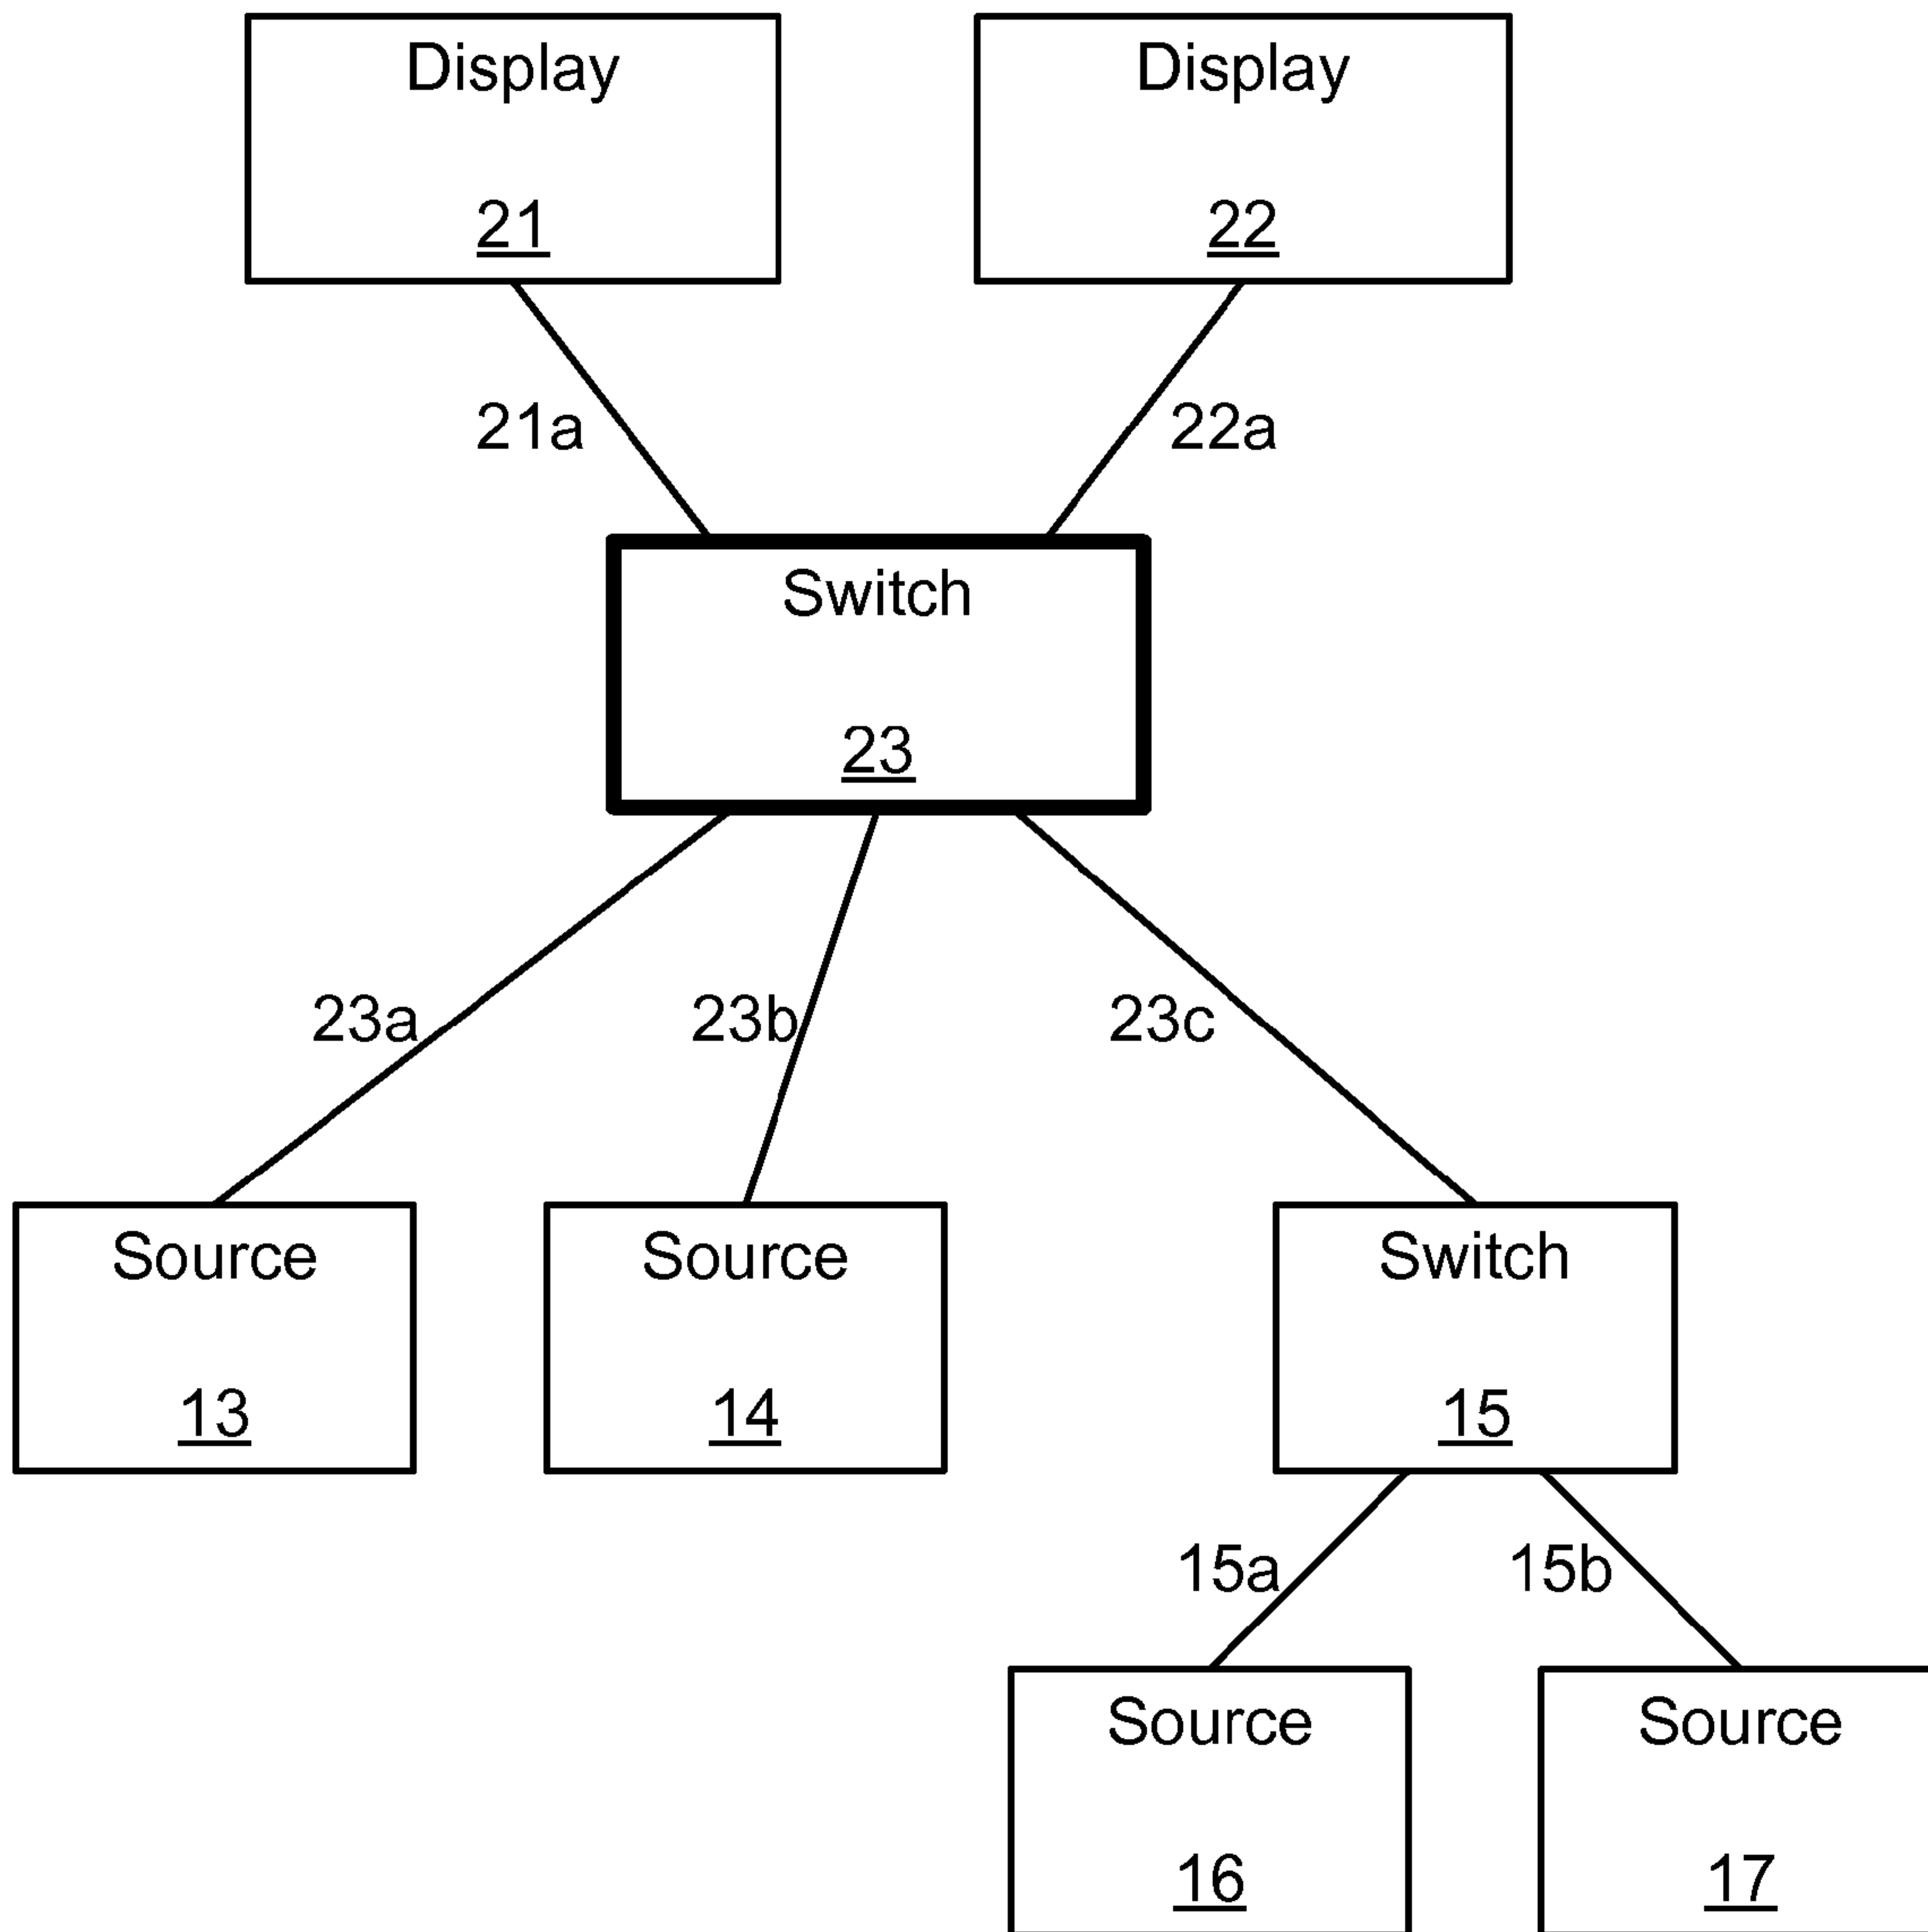 Display
Display
21
22
21a
22a
Switch
23
23a
23b
23c
Source
Source
Switch
13
14
15
15a
15b
Source
Source
16
17